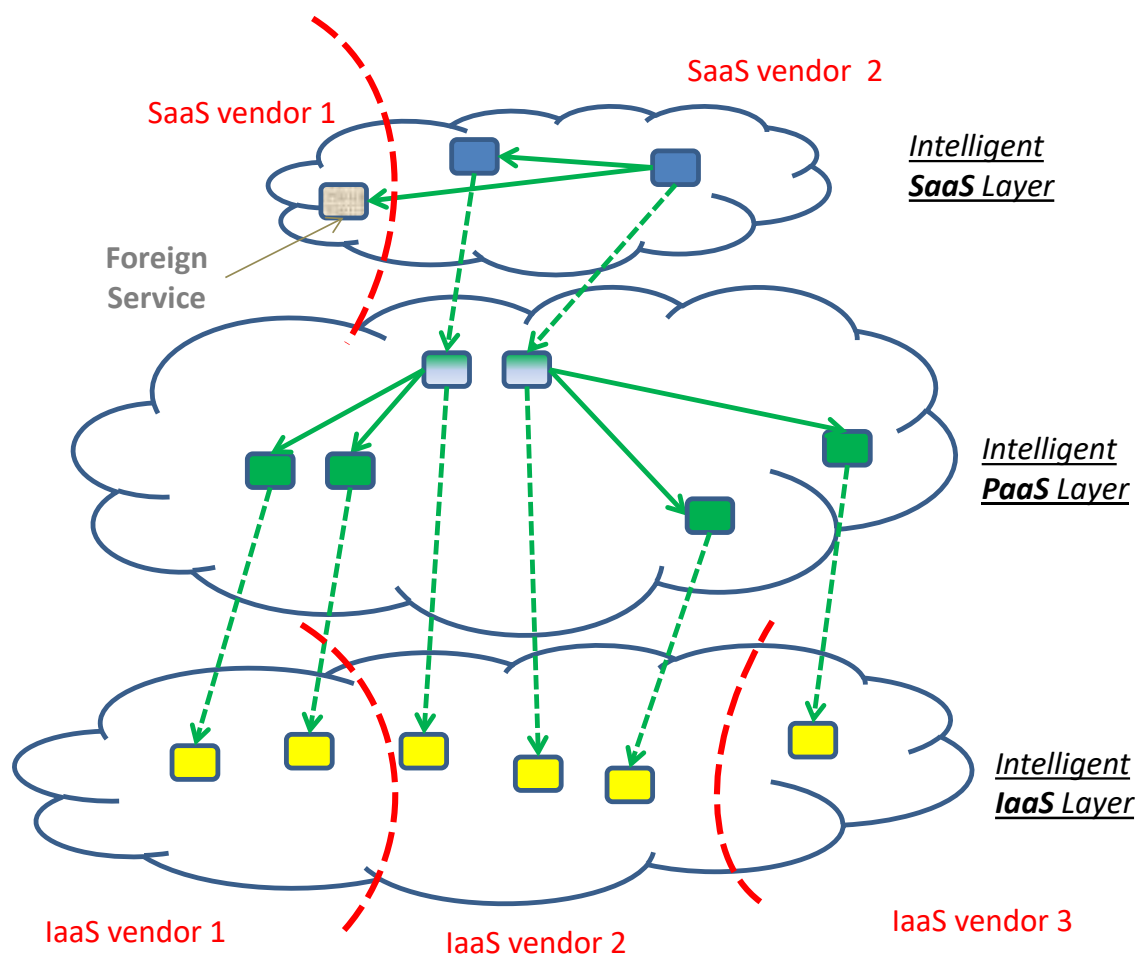 SaaS vendor 2
SaaS vendor 1
Intelligent
SaaS Layer
Foreign
Service
Intelligent
PaaS Layer
Intelligent
IaaS Layer
IaaS vendor 1
IaaS vendor 2
IaaS vendor 3